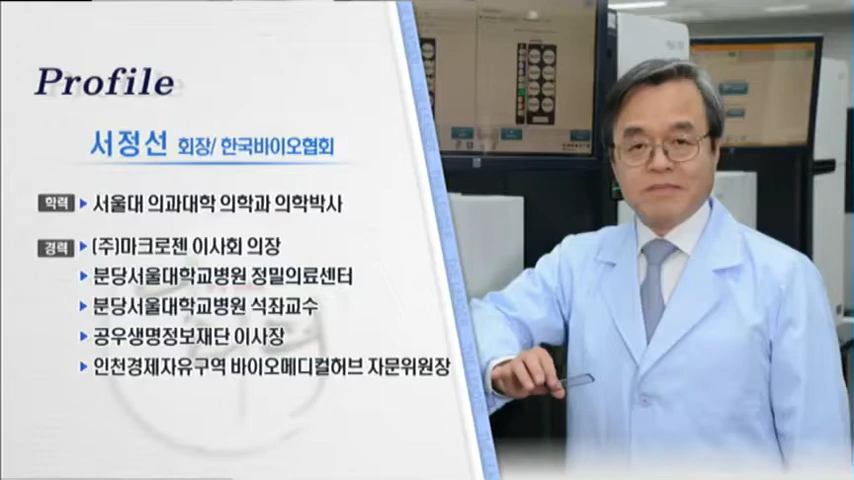 Profile
서정선 회장/ 한국바이오협회
학력 ▶ 서울대 의과대학 의학과 의학박사
경력 ▶ (주)마크로젠 이사회 의장
▶ 분당서울대학교병원 정밀의료센터
▶ 분당서울대학교병원 석좌교수
▶ 공우생명정보재단 이사장
▶ 인천경제자유구역 바이오메디컬허브 자문위원장